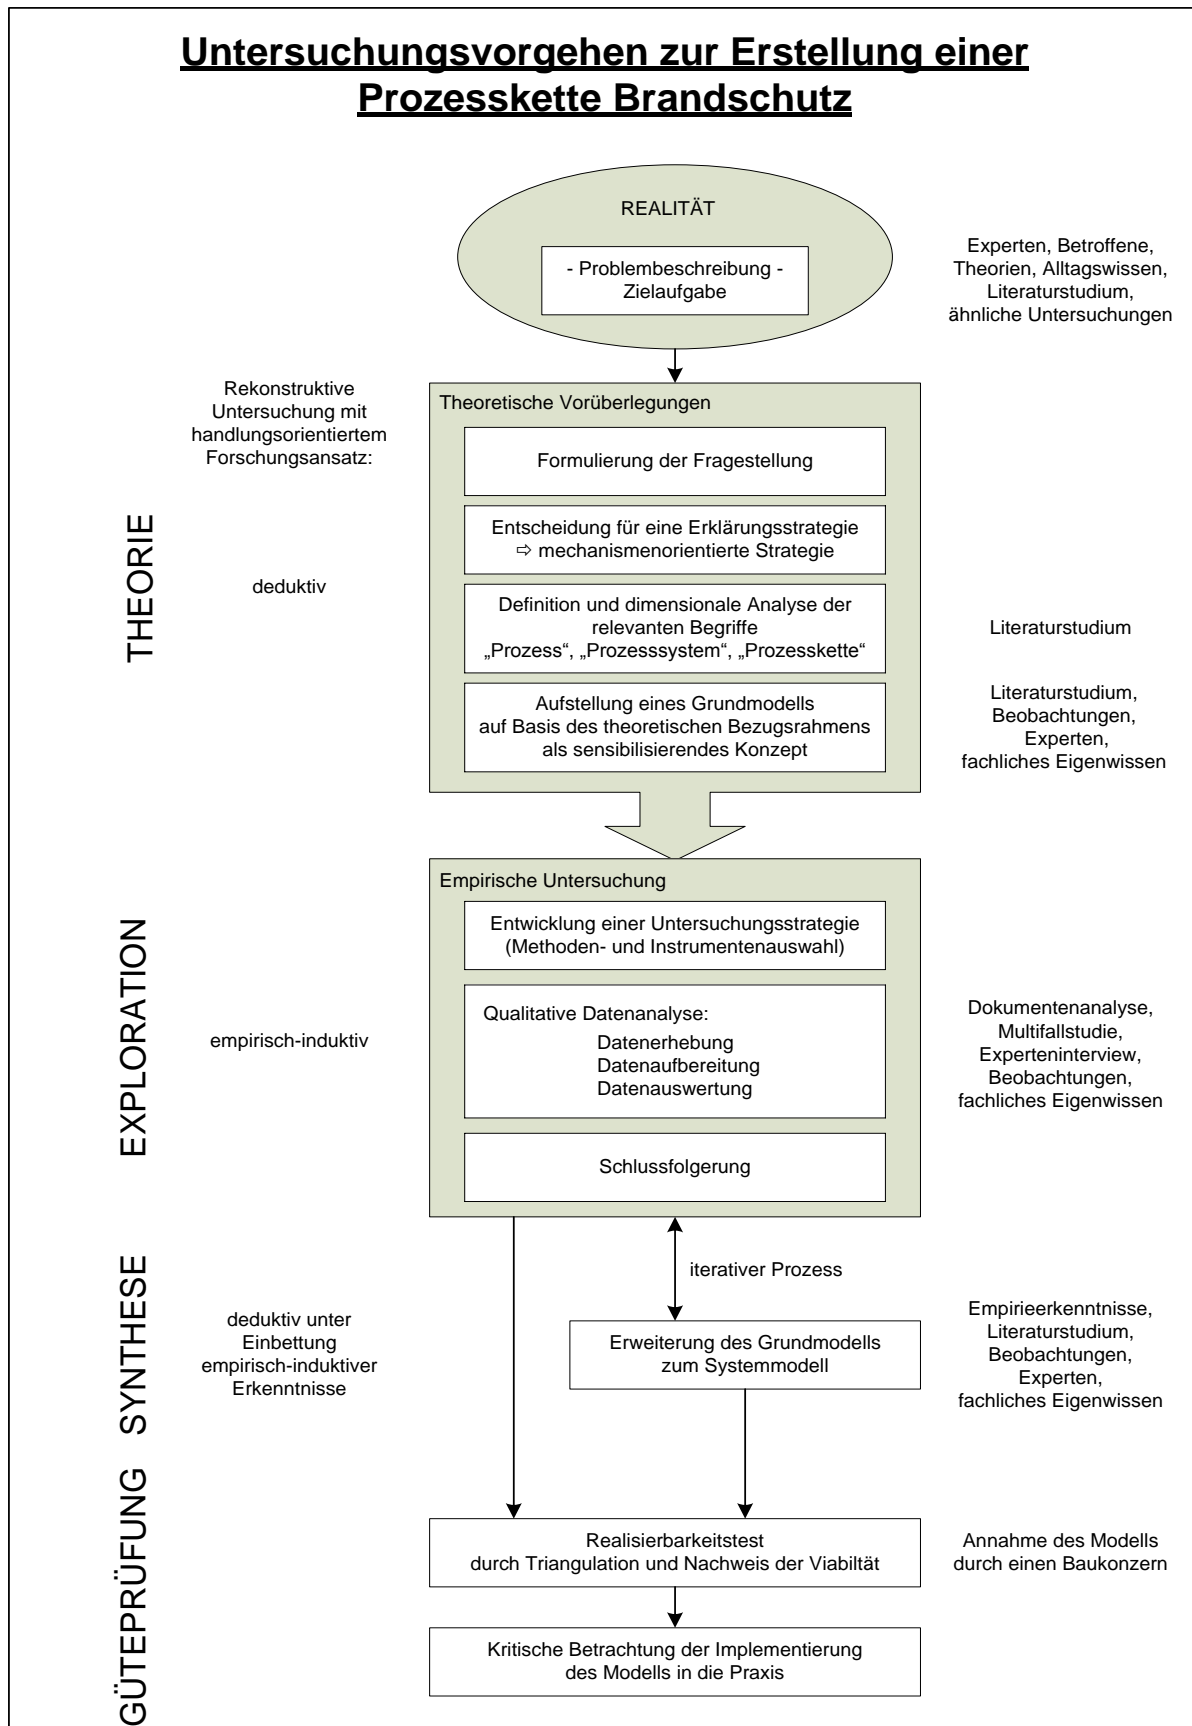 Untersuchungsvorgehen zur Erstellung einer
Prozesskette Brandschutz
REALITÄT
- Problembeschreibung -
Zielaufgabe
Experten, Betroffene,
Theorien, Alltagswissen,
Literaturstudium,
ähnliche Untersuchungen
THEORIE
Rekonstruktive
Untersuchung mit
handlungsorientiertem
Forschungsansatz:
deduktiv
Theoretische Vorüberlegungen
Formulierung der Fragestellung
Entscheidung für eine Erklärungsstrategie
⇨ mechanismenorientierte Strategie
Definition und dimensionale Analyse der
relevanten Begriffe
„Prozess“, „Prozesssystem“, „Prozesskette“
Literaturstudium
Aufstellung eines Grundmodells
auf Basis des theoretischen Bezugsrahmens
als sensibilisierendes Konzept
Literaturstudium,
Beobachtungen,
Experten,
fachliches Eigenwissen
EXPLORATION
empirisch-induktiv
Empirische Untersuchung
Entwicklung einer Untersuchungsstrategie
(Methoden- und Instrumentenauswahl)
Qualitative Datenanalyse:
Datenerhebung
Datenaufbereitung
Datenauswertung
Dokumentenanalyse,
Multifallstudie,
Experteninterview,
Beobachtungen,
fachliches Eigenwissen
Schlussfolgerung
SYNTHESE
iterativer Prozess
deduktiv unter
Einbettung
empirisch-induktiver
Erkenntnisse
Erweiterung des Grundmodells
zum Systemmodell
Empirieerkenntnisse,
Literaturstudium,
Beobachtungen,
Experten,
fachliches Eigenwissen
GÜTEPRÜFUNG
Realisierbarkeitstest
durch Triangulation und Nachweis der Viabiltät
Annahme des Modells
durch einen Baukonzern
Kritische Betrachtung der Implementierung
des Modells in die Praxis